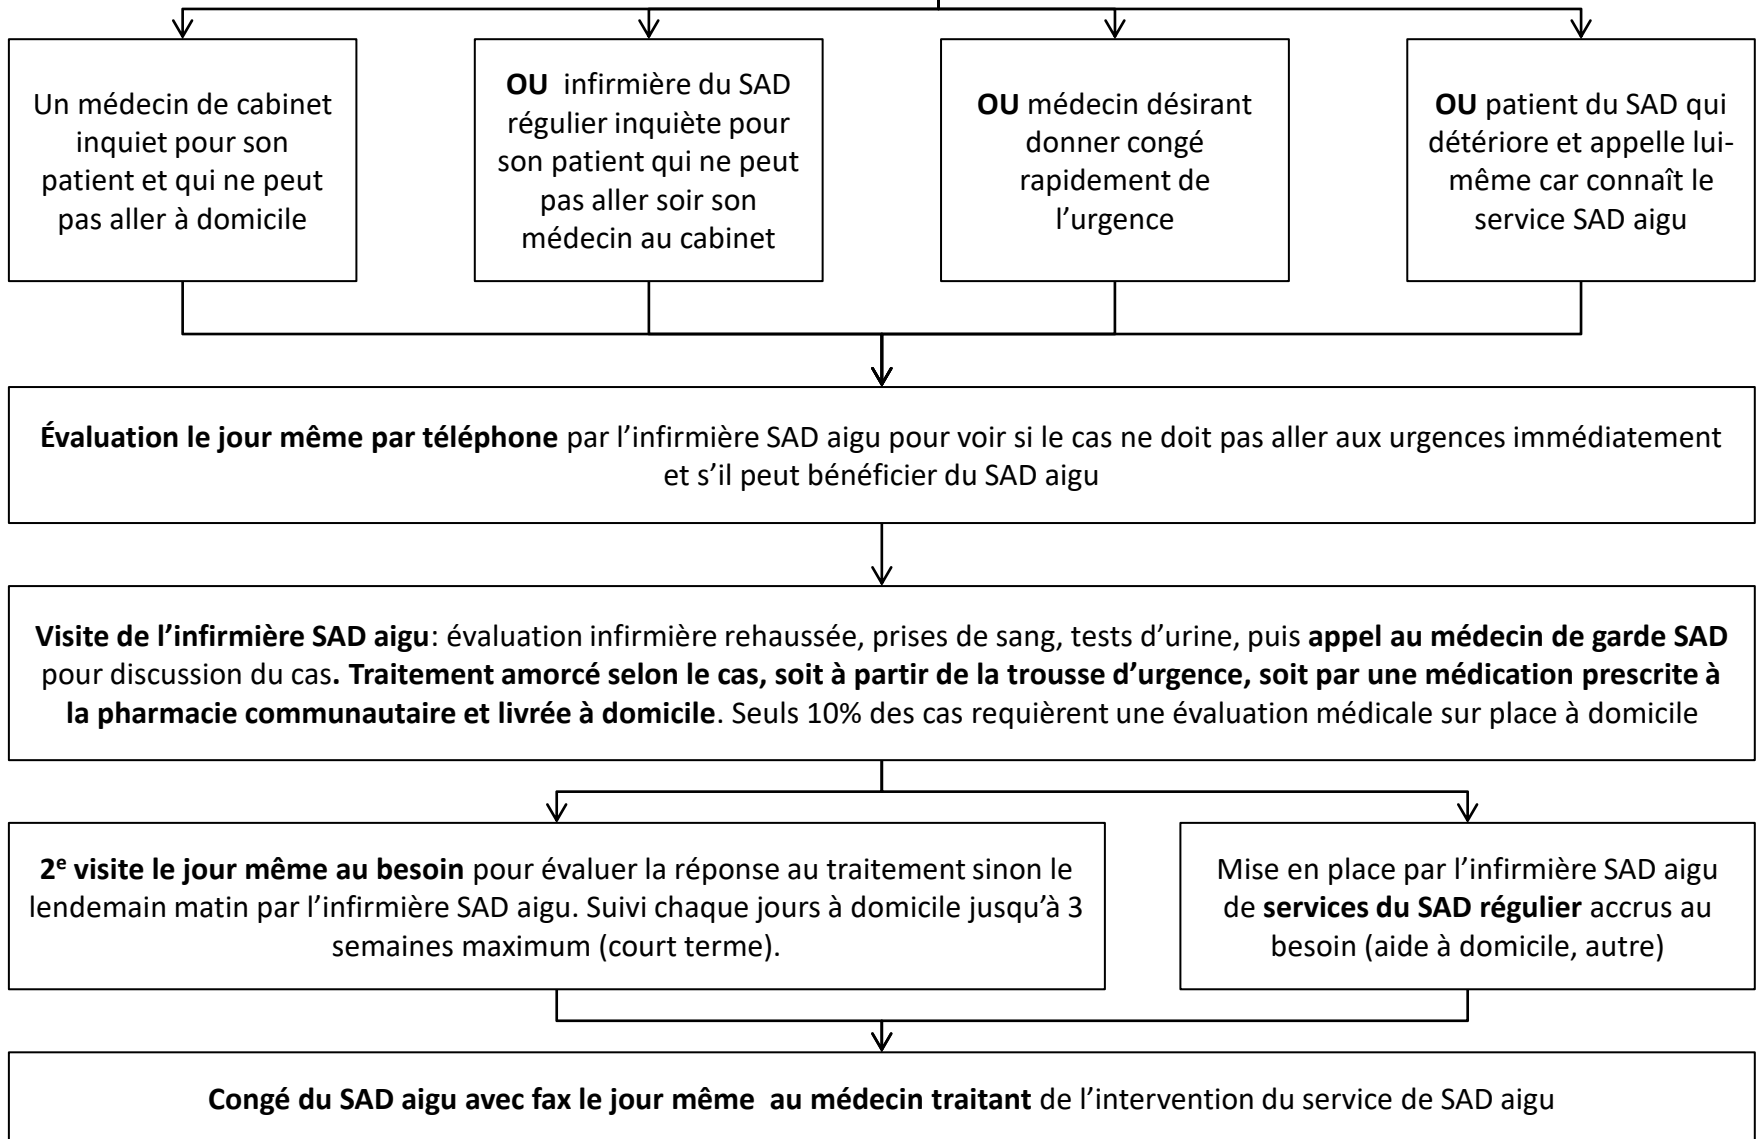 Un médecin de cabinet
inquiet pour son
patient et qui ne peut
pas aller à domicile
OU infirmière du SAD
régulier inquiète pour
son patient qui ne peut
pas aller soir son
médecin au cabinet
OU médecin désirant
donner congé
rapidement de
l’urgence
OU patient du SAD qui
détériore et appelle lui-
même car connaît le
service SAD aigu
Évaluation le jour même par téléphone par l’infirmière SAD aigu pour voir si le cas ne doit pas aller aux urgences immédiatement
et s’il peut bénéficier du SAD aigu
Visite de l’infirmière SAD aigu: évaluation infirmière rehaussée, prises de sang, tests d’urine, puis appel au médecin de garde SAD
pour discussion du cas. Traitement amorcé selon le cas, soit à partir de la trousse d’urgence, soit par une médication prescrite à
la pharmacie communautaire et livrée à domicile. Seuls 10% des cas requièrent une évaluation médicale sur place à domicile
2e visite le jour même au besoin pour évaluer la réponse au traitement sinon le
lendemain matin par l’infirmière SAD aigu. Suivi chaque jours à domicile jusqu’à 3
semaines maximum (court terme).
Mise en place par l’infirmière SAD aigu
de services du SAD régulier accrus au
besoin (aide à domicile, autre)
Congé du SAD aigu avec fax le jour même au médecin traitant de l’intervention du service de SAD aigu